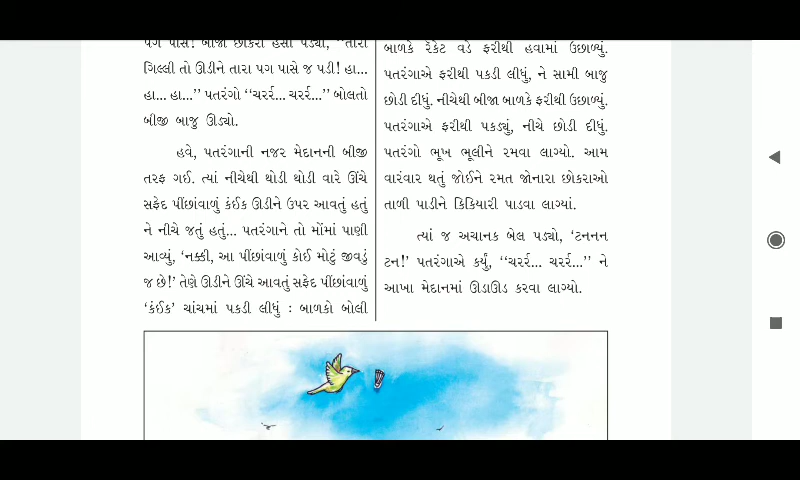 પગ પાસે! બીજા છોકરા હસી પડ્યા, ‘‘તારી
ગિલ્લી તો ઊડીને તારા પગ પાસે જ પડી! હા...
હા... હા...’’ પતરંગો ‘‘ચરર્ર... ચરર્ર...’’ બોલતો
બીજી બાજુ ઊડ્યો.
હવે, પતરંગાની નજર મેદાનની બીજી
તરફ ગઈ. ત્યાં નીચેથી થોડી થોડી વારે ઊંચે
સફેદ પીંછાંવાળું કંઈક ઊડીને ઉપર આવતું હતું
ને નીચે જતું હતું... પતરંગાને તો મોંમાં પાણી
આવ્યું, ‘નક્કી, આ પીંછાંવાળું કોઈ મોટું જીવડું
જ છે!’ તેણે ઊડીને ઊંચે આવતું સફેદ પીંછાંવાળું
‘કંઈક’ ચાંચમાં પકડી લીધું : બાળકો બોલી
બાળકે રૅકેટ વડે ફરીથી હવામાં ઉછાળ્યું.
પતરંગાએ ફરીથી પકડી લીધું, ને સામી બાજુ
છોડી દીધું. નીચેથી બીજા બાળકે ફરીથી ઉછાળ્યું.
પતરંગાએ ફરીથી પકડ્યું, નીચે છોડી દીધું.
પતરંગો ભૂખ ભૂલીને રમવા લાગ્યો. આમ
વારંવાર થતું જોઈને રમત જોનારા છોકરાઓ
તાળી પાડીને કિકિયારી પાડવા લાગ્યાં.
ત્યાં જ અચાનક બેલ પડ્યો, ‘ટનનન
ટન!’ પતરંગાએ કર્યું, ‘‘ચરર્ર... ચરર્ર...’’ ને
આખા મેદાનમાં ઊડાઊડ કરવા લાગ્યો.